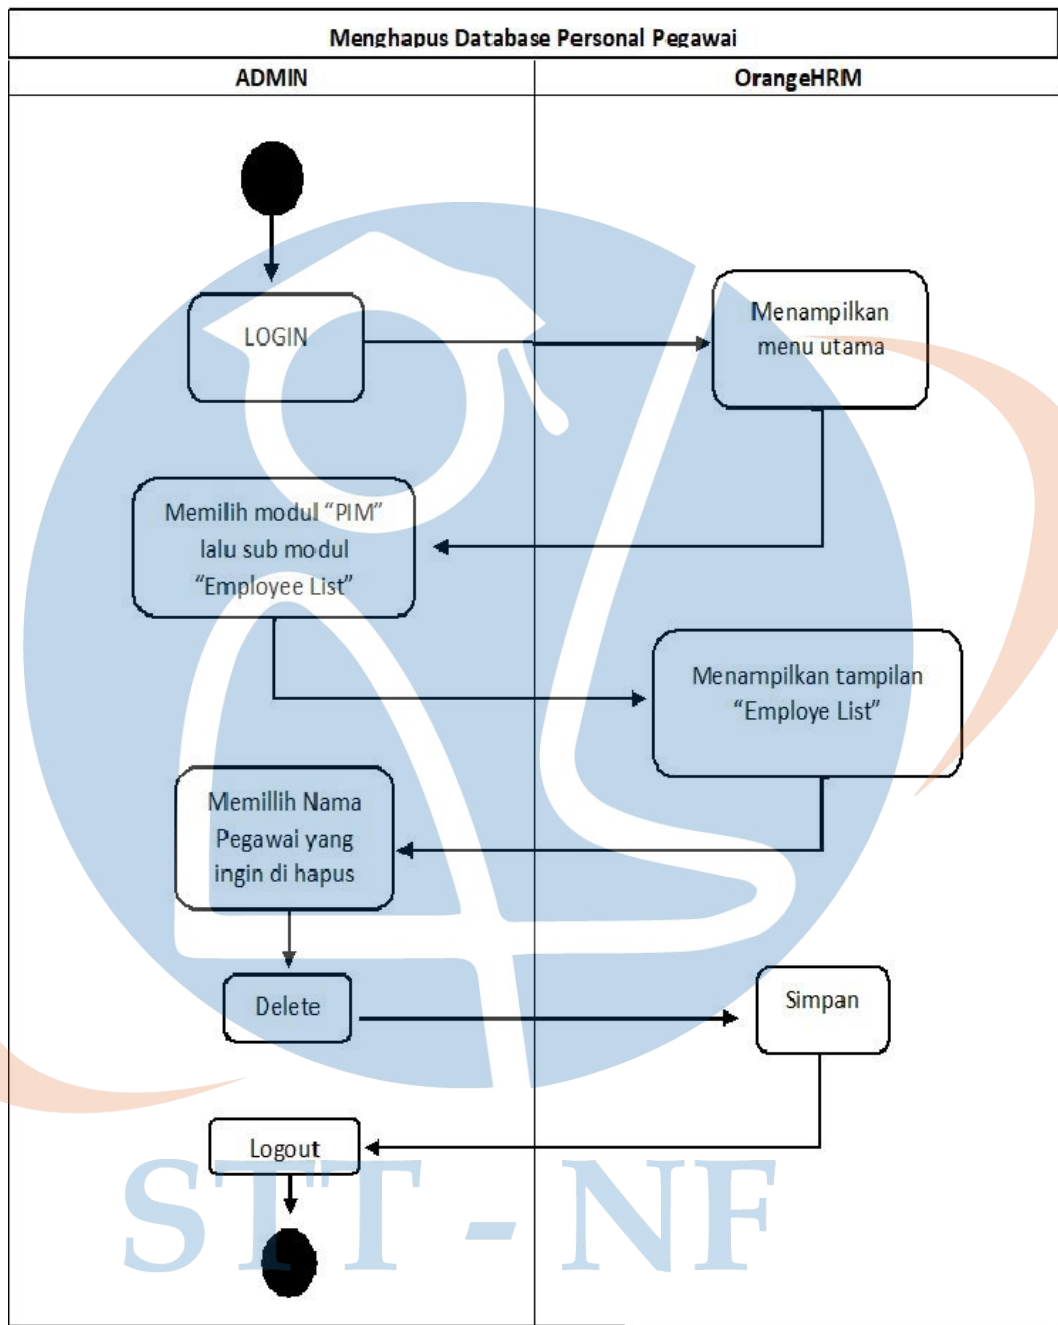 Menghapus Database Personal Pegawai
ADMIN
OrangeHRM
LOGIN
Menampilkan
menu utama
Memilih modul “PIM”
lalu sub modul
“Employee List”
Menampilkan tampilan
“Employe List”
Memillih Nama
Pegawai yang
ingin di hapus
Delete
Simpan
Logout
STT - NF